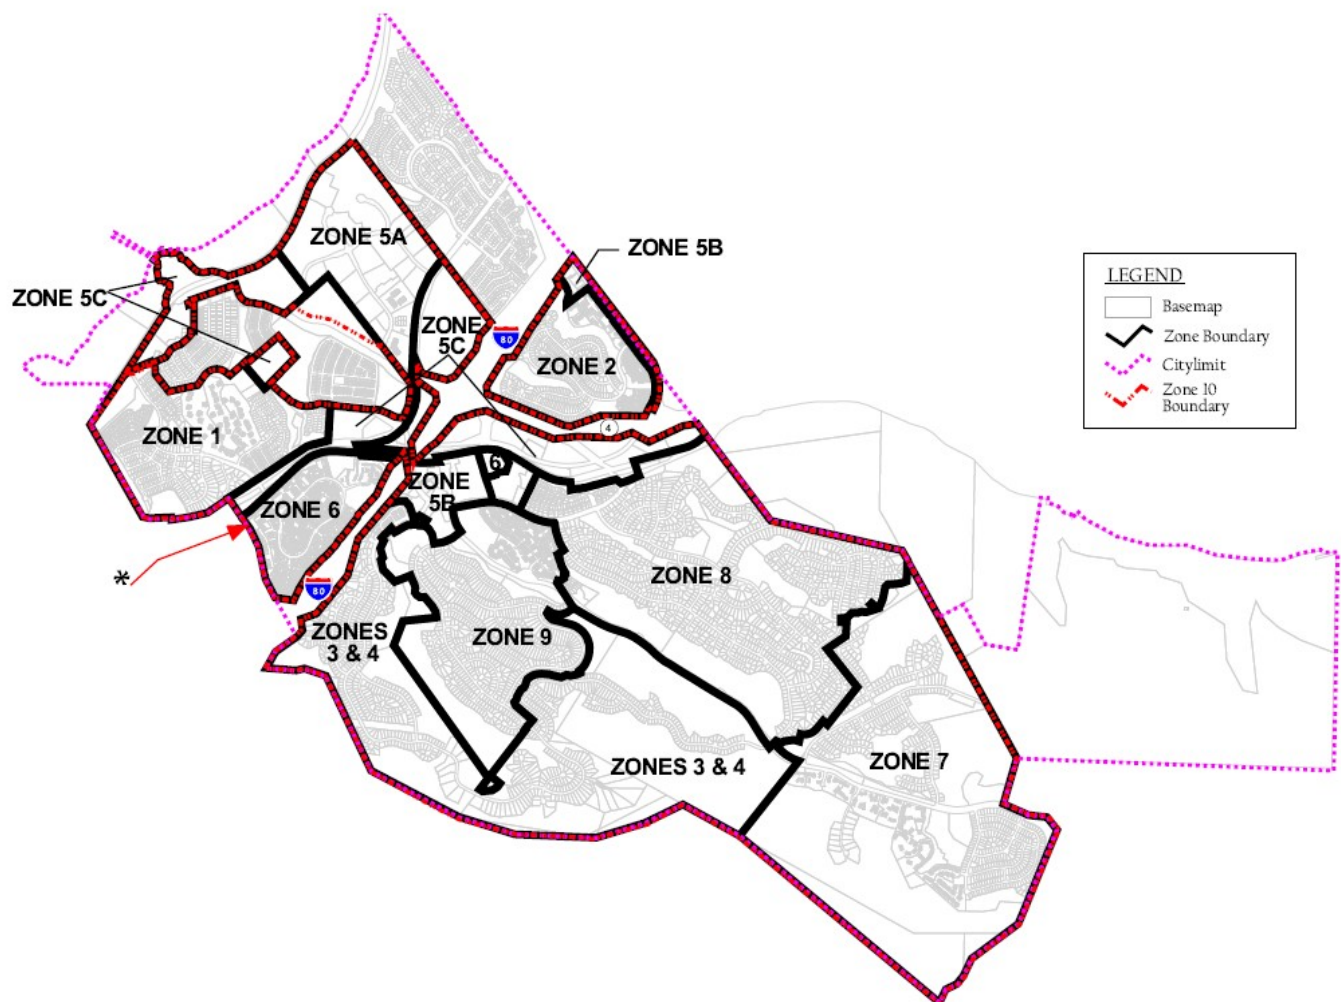 ZONE 5A
ZONE 5B
ZONE 5C
ZONE
5C
80
ZONE 2
LEGEND
Basemap
Zone Boundary
Citylimit
Zone 10
Boundary
4
ZONE 1
6
ZONE
5B
ZONE 6
*
80
ZONE 8
ZONES
3 & 4
ZONE 9
ZONES 3 & 4
ZONE 7